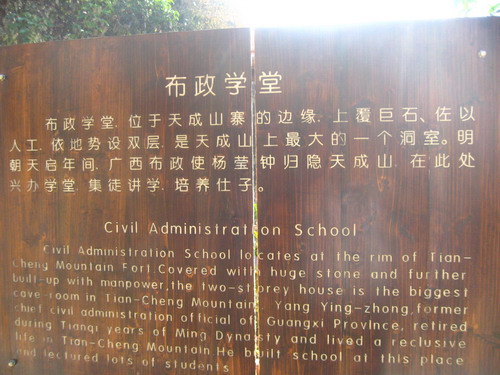 布政学堂
布政学堂.位于天成山寨的边缘.上覆巨石、佐以
人工.依地势设双层.是天成山上最大的一个洞室。明
朝天启年间.广西布政使杨莹钟归隐天成山.在此处
兴办学堂.集徒讲学.培养仕子。
Civil Administration School
Civil Administration School locates at the rim of Tian-
Cheng Mountain Fort.Covered with huge stone and further
built-up with manpower,the two-storey house is the biggest
cave-room in Tian-Cheng Mountain. Yang Ying-zhong,former
chief civil administration official of Guangxi Province, retired
during Tianqi years of Ming Dynasty and lived a reclusive
life in Tian-Cheng Mountain.He built school at this place
and lectured lots of students